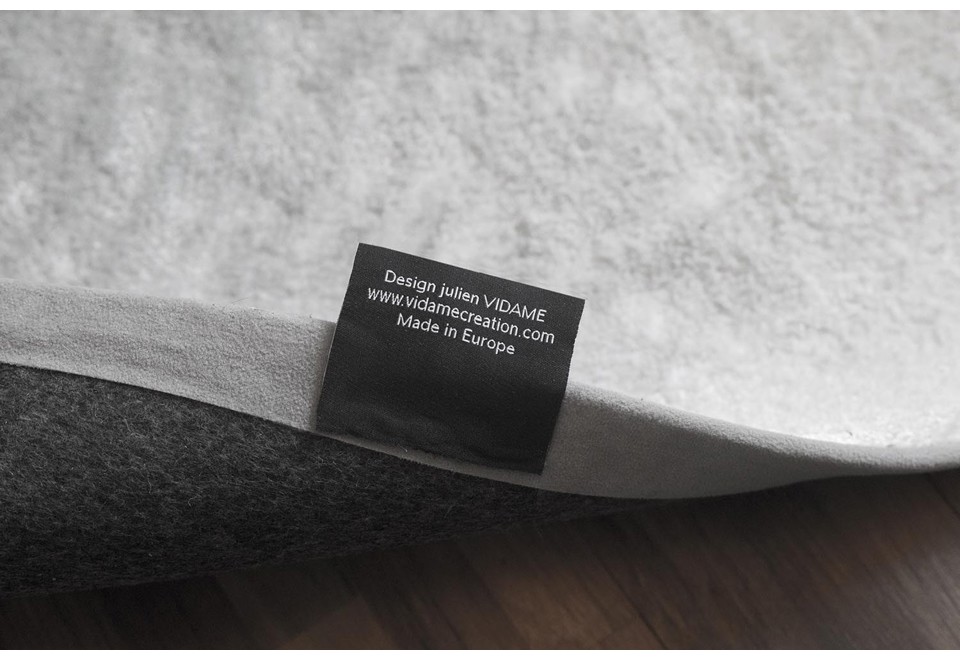 Design julien VIDAME
www.vidamecreation.com
Made in Europe